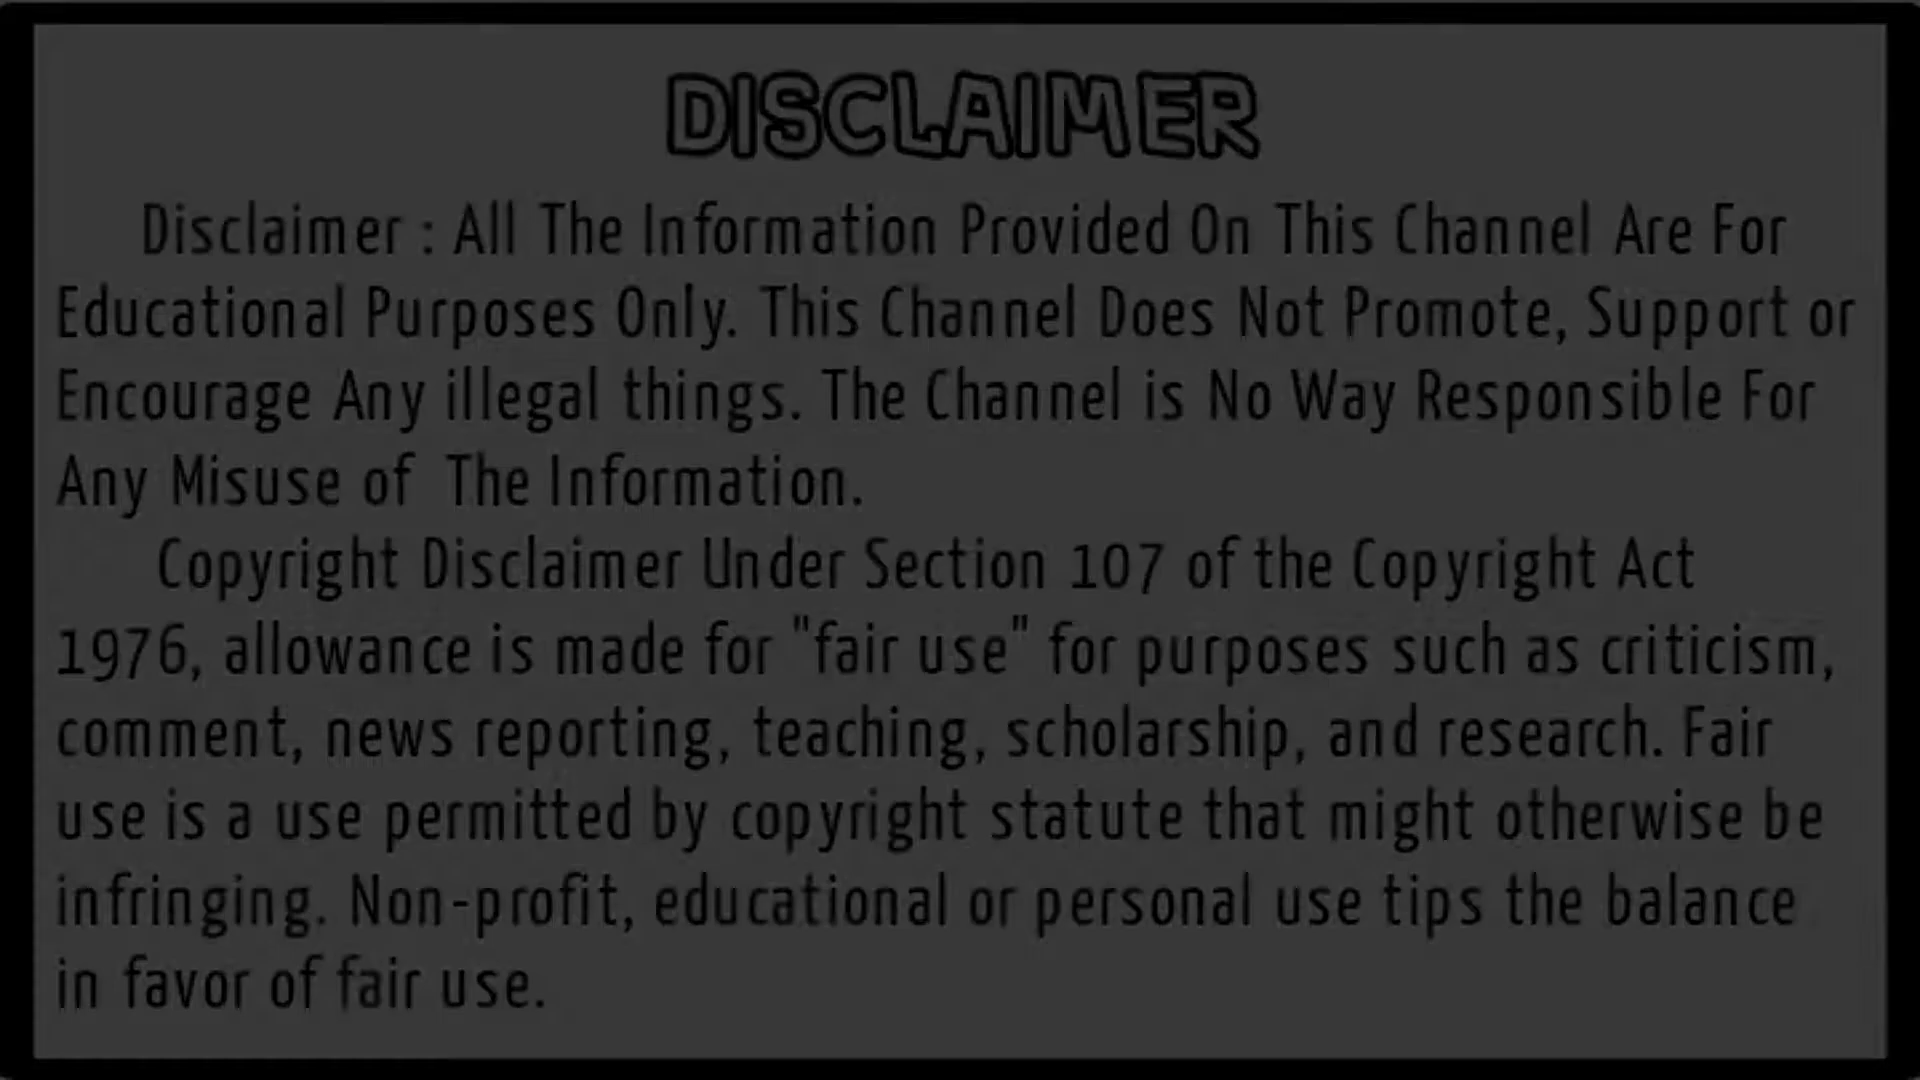 DISCLAIMER
Disclaimer : All The Information Provided On This Channel Are For
Educational Purposes Only. This Channel Does Not Promote, Support or
Encourage Any illegal things. The Channel is No Way Responsible For
Any Misuse of The Information.
Copyright Disclaimer Under Section 107 of the Copyright Act
1976, allowance is made for "fair use" for purposes such as criticism,
comment, news reporting, teaching, scholarship, and research. Fair
use is a use permitted by copyright statute that might otherwise be
infringing. Non-profit, educational or personal use tips the balance
in favor of fair use.